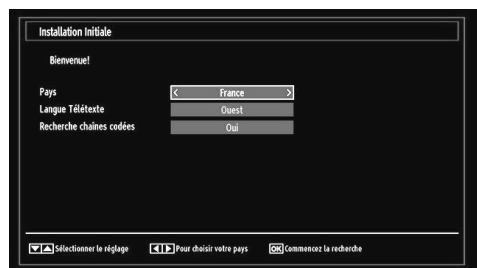 Installation Initiale
Bienvenue!
Pays < France >
Langue Télétexte Ouest
Recherche chaînes codées Oui
Sélectionner le réglage Pour choisir votre pays OK Commencez la recherche